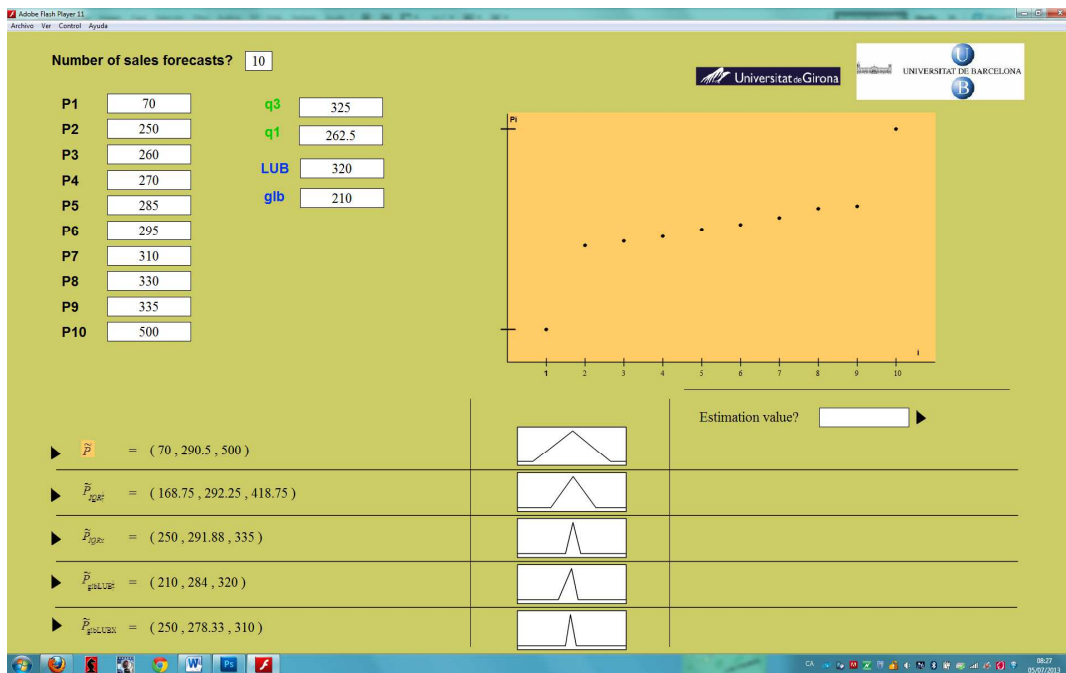 Adobe Flash Player 11
Archivo Ver Control Ayuda
Number of sales forecasts? 10
Universitat de Girona
UNIVERSITAT DE BARCELONA
U
B
P1 70
P2 250
P3 260
P4 270
P5 285
P6 295
P7 310
P8 330
P9 335
P10 500
q3 325
q1 262.5
LUB 320
glb 210
Pi
i
1 2 3 4 5 6 7 8 9 10
Estimation value?
P̃ = ( 70 , 290.5 , 500 )
= ( 168.75 , 292.25 , 418.75 )
P̃IQRx = ( 250 , 291.88 , 335 )
= ( 210 , 284 , 320 )
P̃glbLUBX = ( 250 , 278.33 , 310 )
W
Ps
CA
08:27
05/07/2013